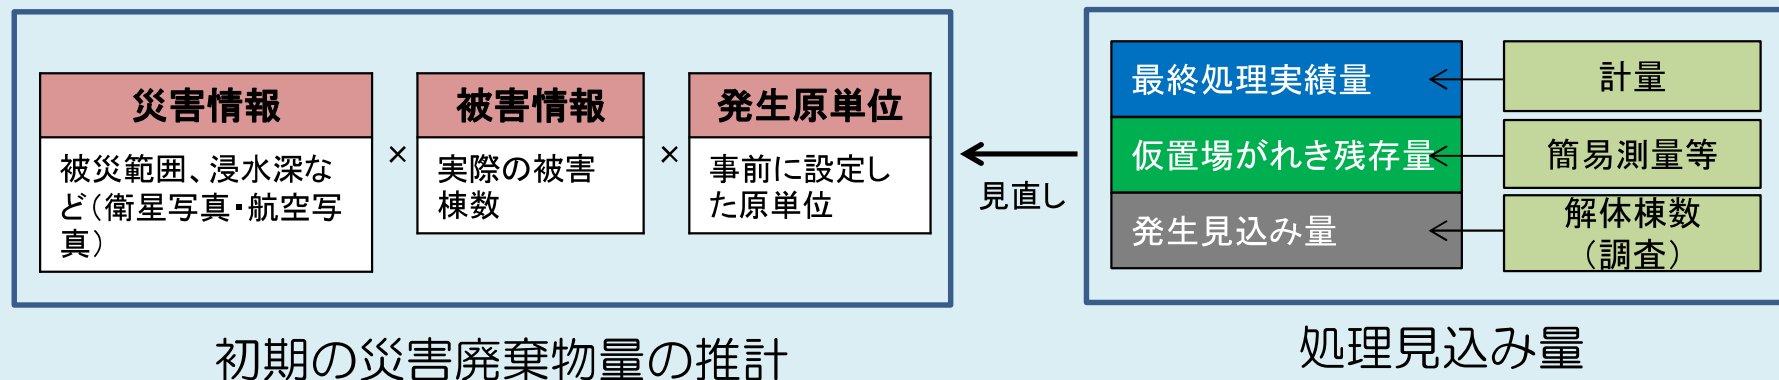 災害情報
被災範囲、浸水深な
ど（衛星写真・航空写
真）
×
被害情報
実際の被害
棟数
×
発生原単位
事前に設定し
た原単位
初期の災害廃棄物量の推計
見直し
最終処理実績量
仮置場がれき残存量
発生見込み量
計量
簡易測量等
解体棟数
（調査）
処理見込み量